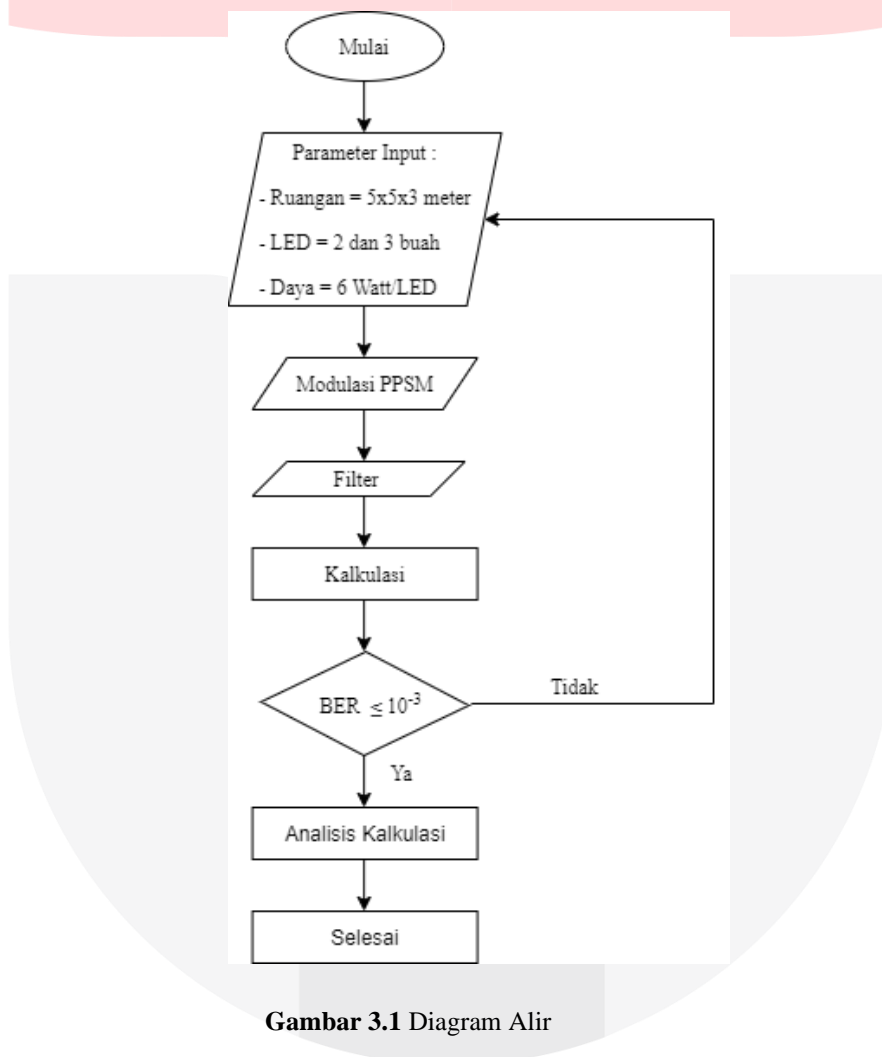 Mulai
Parameter Input :
- Ruangan = 5x5x3 meter
- LED = 2 dan 3 buah
- Daya = 6 Watt/LED
Modulasi PPSM
Filter
Kalkulasi
BER ≤ 10⁻³
Tidak
Ya
Analisis Kalkulasi
Selesai
Gambar 3.1 Diagram Alir